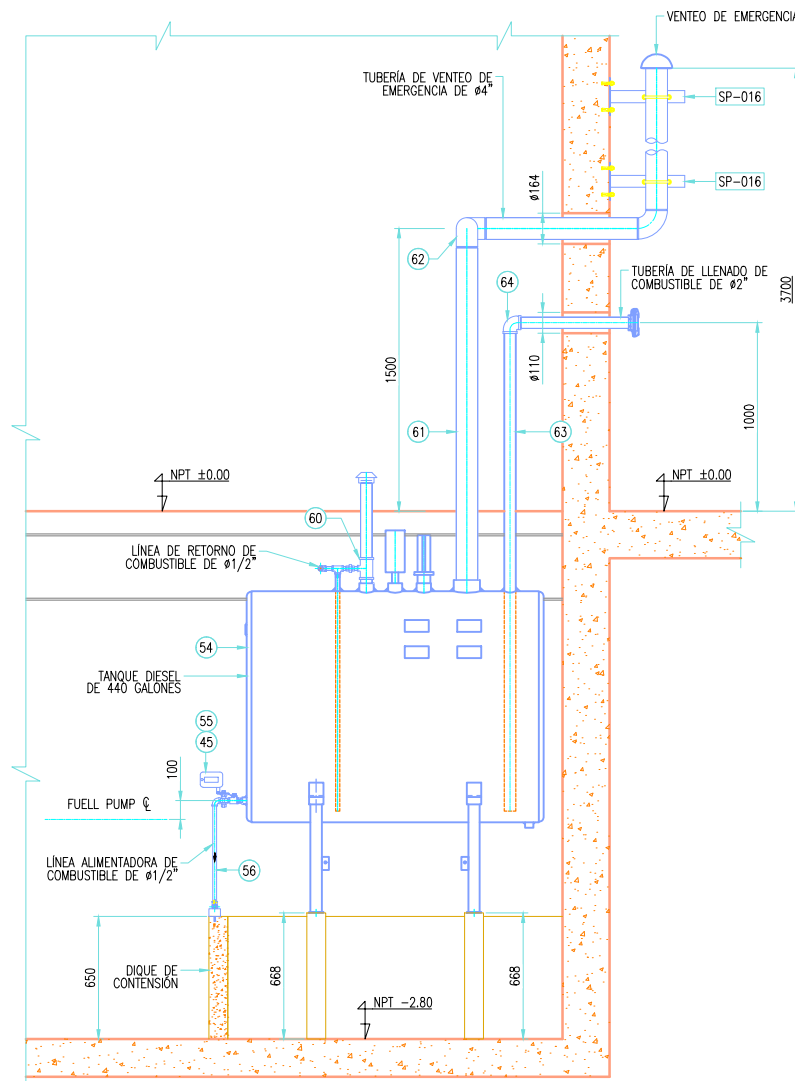 VENTEO DE EMERGENCIA
TUBERÍA DE VENTEO DE
EMERGENCIA DE ø4"
SP-016
SP-016
ø164
62
64
TUBERÍA DE LLENADO DE
COMBUSTIBLE DE ø2"
3700
ø110
1500
1000
61
63
NPT ±0.00
NPT ±0.00
60
LÍNEA DE RETORNO DE
COMBUSTIBLE DE ø1/2"
54
TANQUE DIESEL
DE 440 GALONES
55
45
100
FUELL PUMP ℄
LÍNEA ALIMENTADORA DE
COMBUSTIBLE DE ø1/2"
56
650
DIQUE DE
CONTENSIÓN
668
668
NPT -2.80